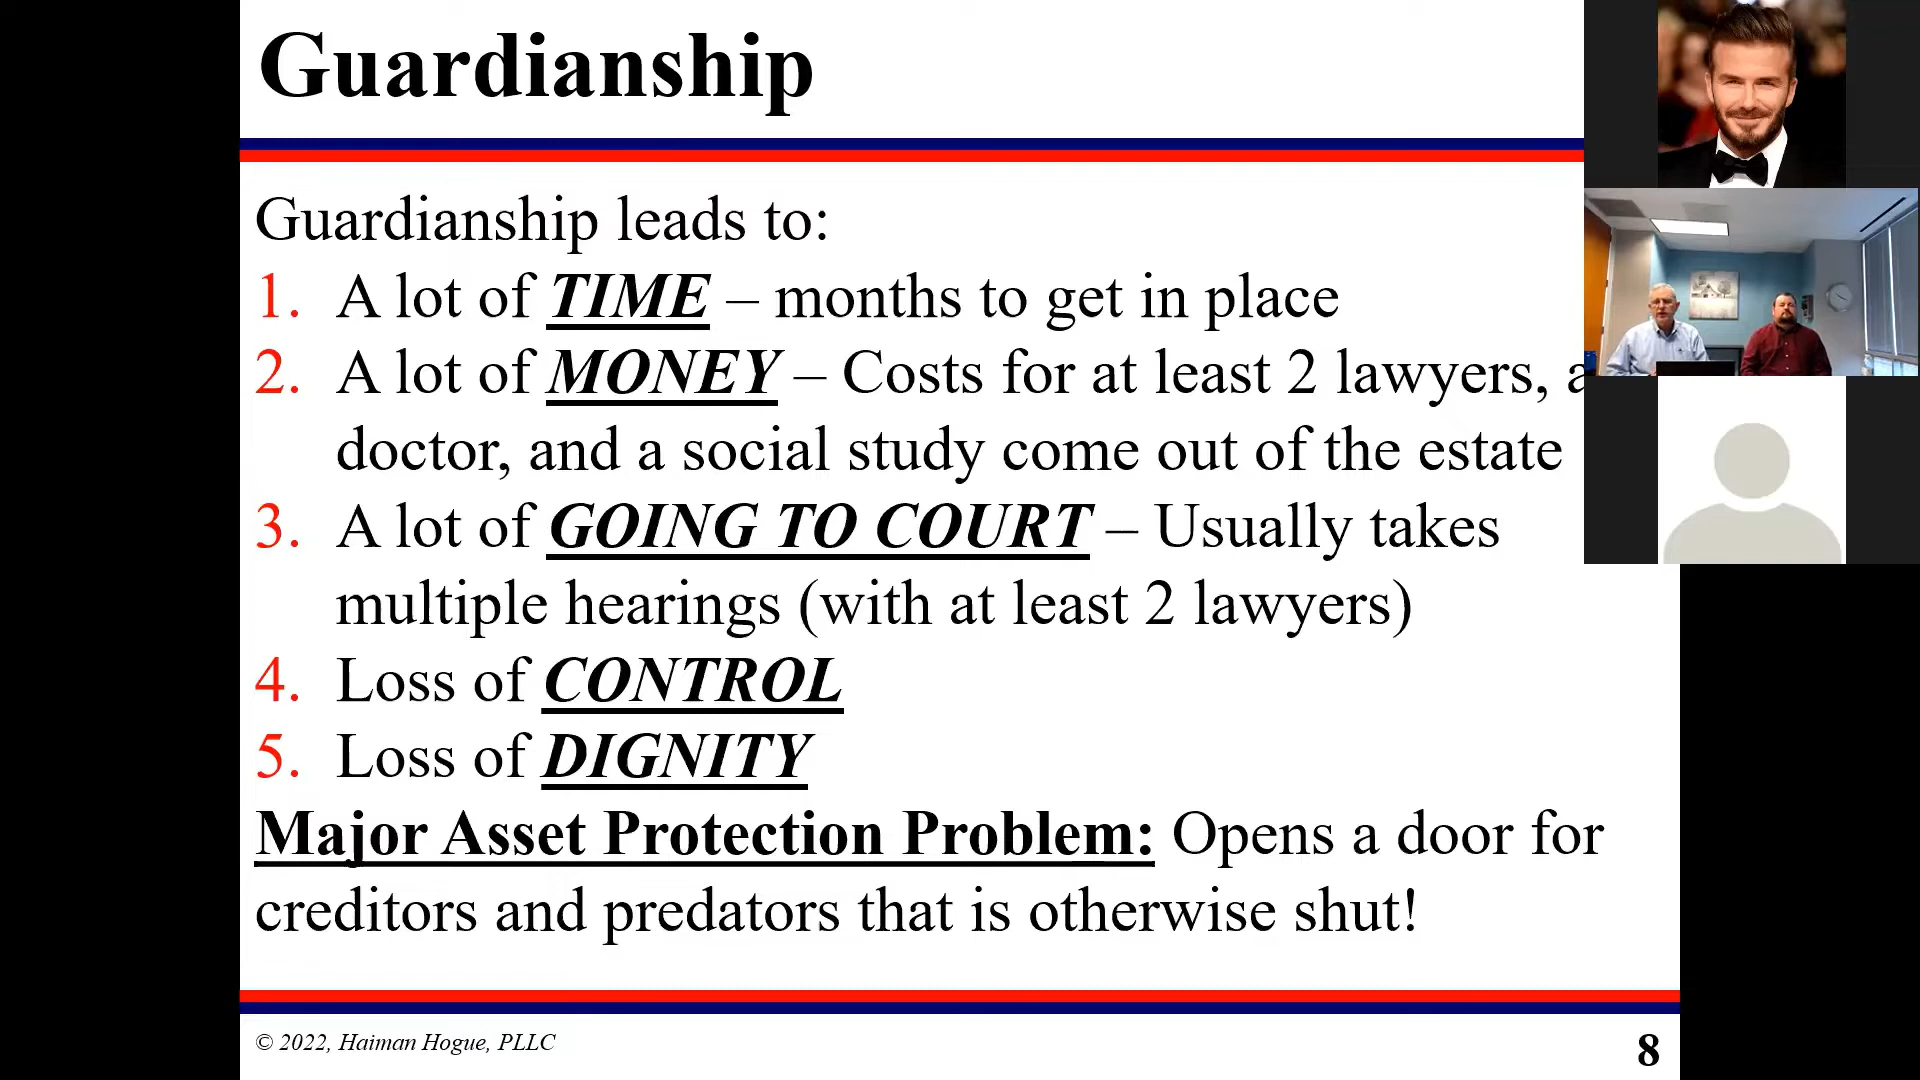 Guardianship
Guardianship leads to:
1. A lot of TIME – months to get in place
2. A lot of MONEY – Costs for at least 2 lawyers, a
doctor, and a social study come out of the estate
3. A lot of GOING TO COURT – Usually takes
multiple hearings (with at least 2 lawyers)
4. Loss of CONTROL
5. Loss of DIGNITY
Major Asset Protection Problem: Opens a door for
creditors and predators that is otherwise shut!
© 2022, Haiman Hogue, PLLC
8